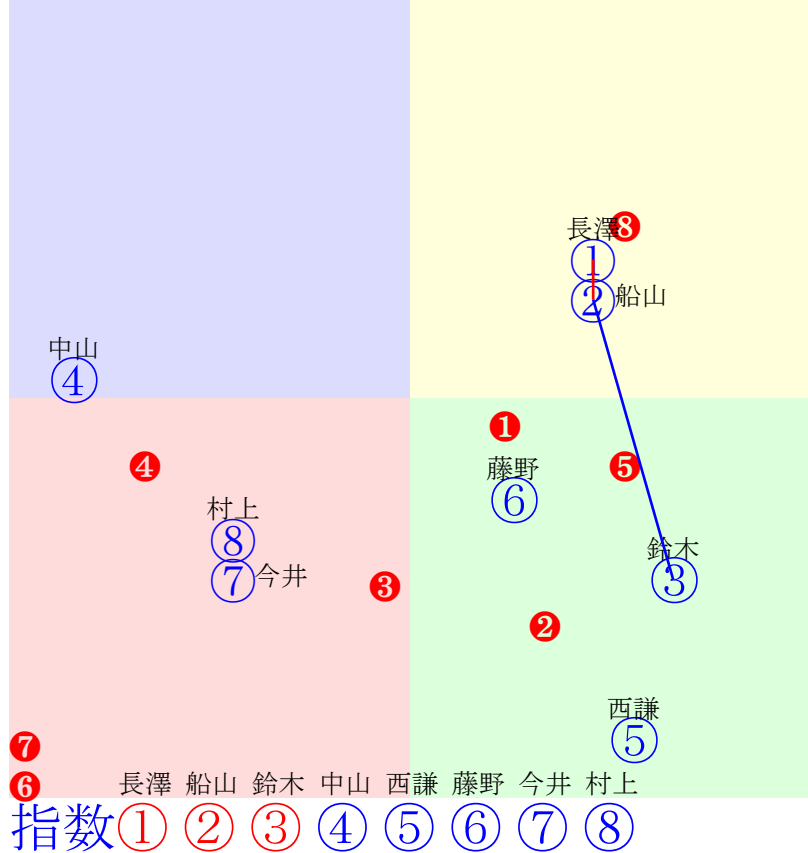 長澤 ❽
①
② 船山
中山
④
❶
藤野
❹ ❺
⑥
村上
⑧
鈴木
⑦ 今井 ❸ ③
❷
西謙
⑤
❼
❻ 長澤 船山 鈴木 中山 西謙 藤野 今井 村上
指数 ① ② ③ ④ ⑤ ⑥ ⑦ ⑧